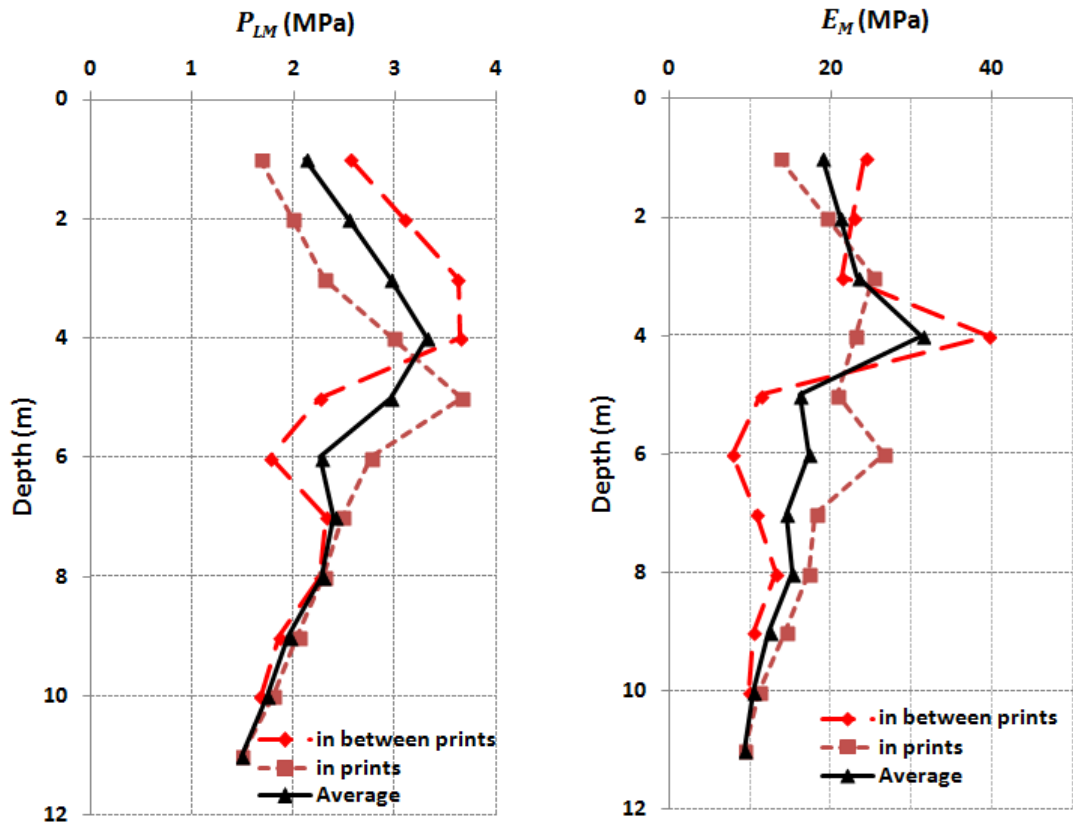 P_LM (MPa)
0 1 2 3 4
0
2
4
6
8
10
12
Depth (m)
in between prints
in prints
Average
E_M (MPa)
0 20 40
0
2
4
6
8
10
12
Depth (m)
in between prints
in prints
Average